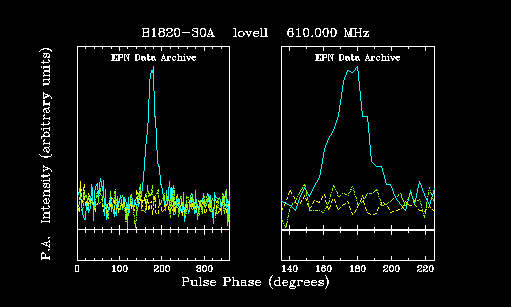 B1820-30A lovell 610.000 MHz
EPN Data Archive EPN Data Archive
P.A. Intensity (arbitrary units)
0 100 200 300 140 160 180 200 220
Pulse Phase (degrees)